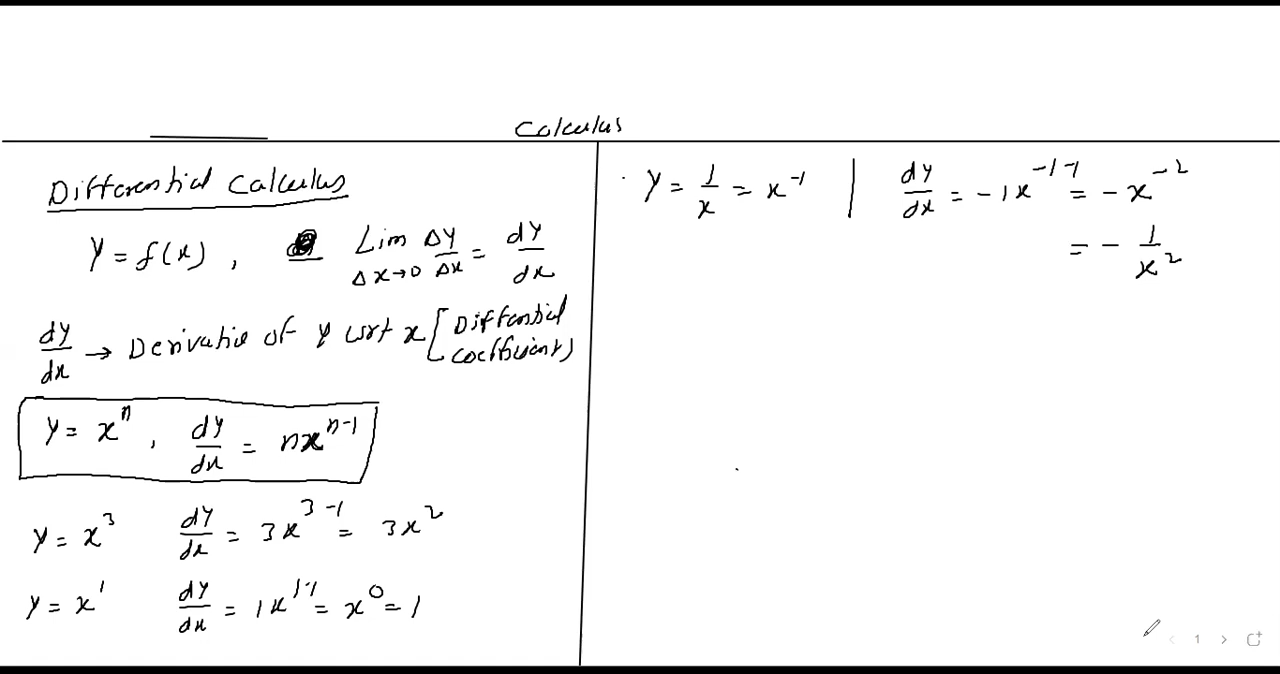 Calculus
Differential Calculus
Y = f(x), Lim Δx→0 ΔY/Δx = dY/dx
dY/dx → Derivative of Y wrt x [Diffential
coefficient)
Y = x^n, dY/dx = nx^(n-1)
Y = x^3 dY/dx = 3x^(3-1) = 3x^2
Y = x^1 dY/dx = 1x^(1-1) = x^0 = 1
Y = 1/x = x^-1 | dY/dx = -1x^(-1-1) = -x^-2
= - 1/x^2
1